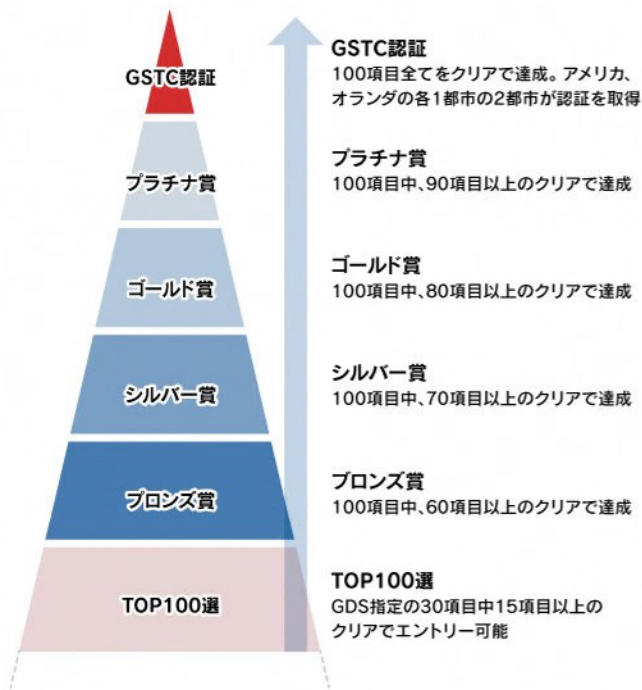 GSTC認証
GSTC認証
100項目全てをクリアで達成。アメリカ、
オランダの各1都市の2都市が認証を取得
プラチナ賞
プラチナ賞
100項目中、90項目以上のクリアで達成
ゴールド賞
ゴールド賞
100項目中、80項目以上のクリアで達成
シルバー賞
シルバー賞
100項目中、70項目以上のクリアで達成
ブロンズ賞
ブロンズ賞
100項目中、60項目以上のクリアで達成
TOP100選
TOP100選
GDS指定の30項目中15項目以上の
クリアでエントリー可能